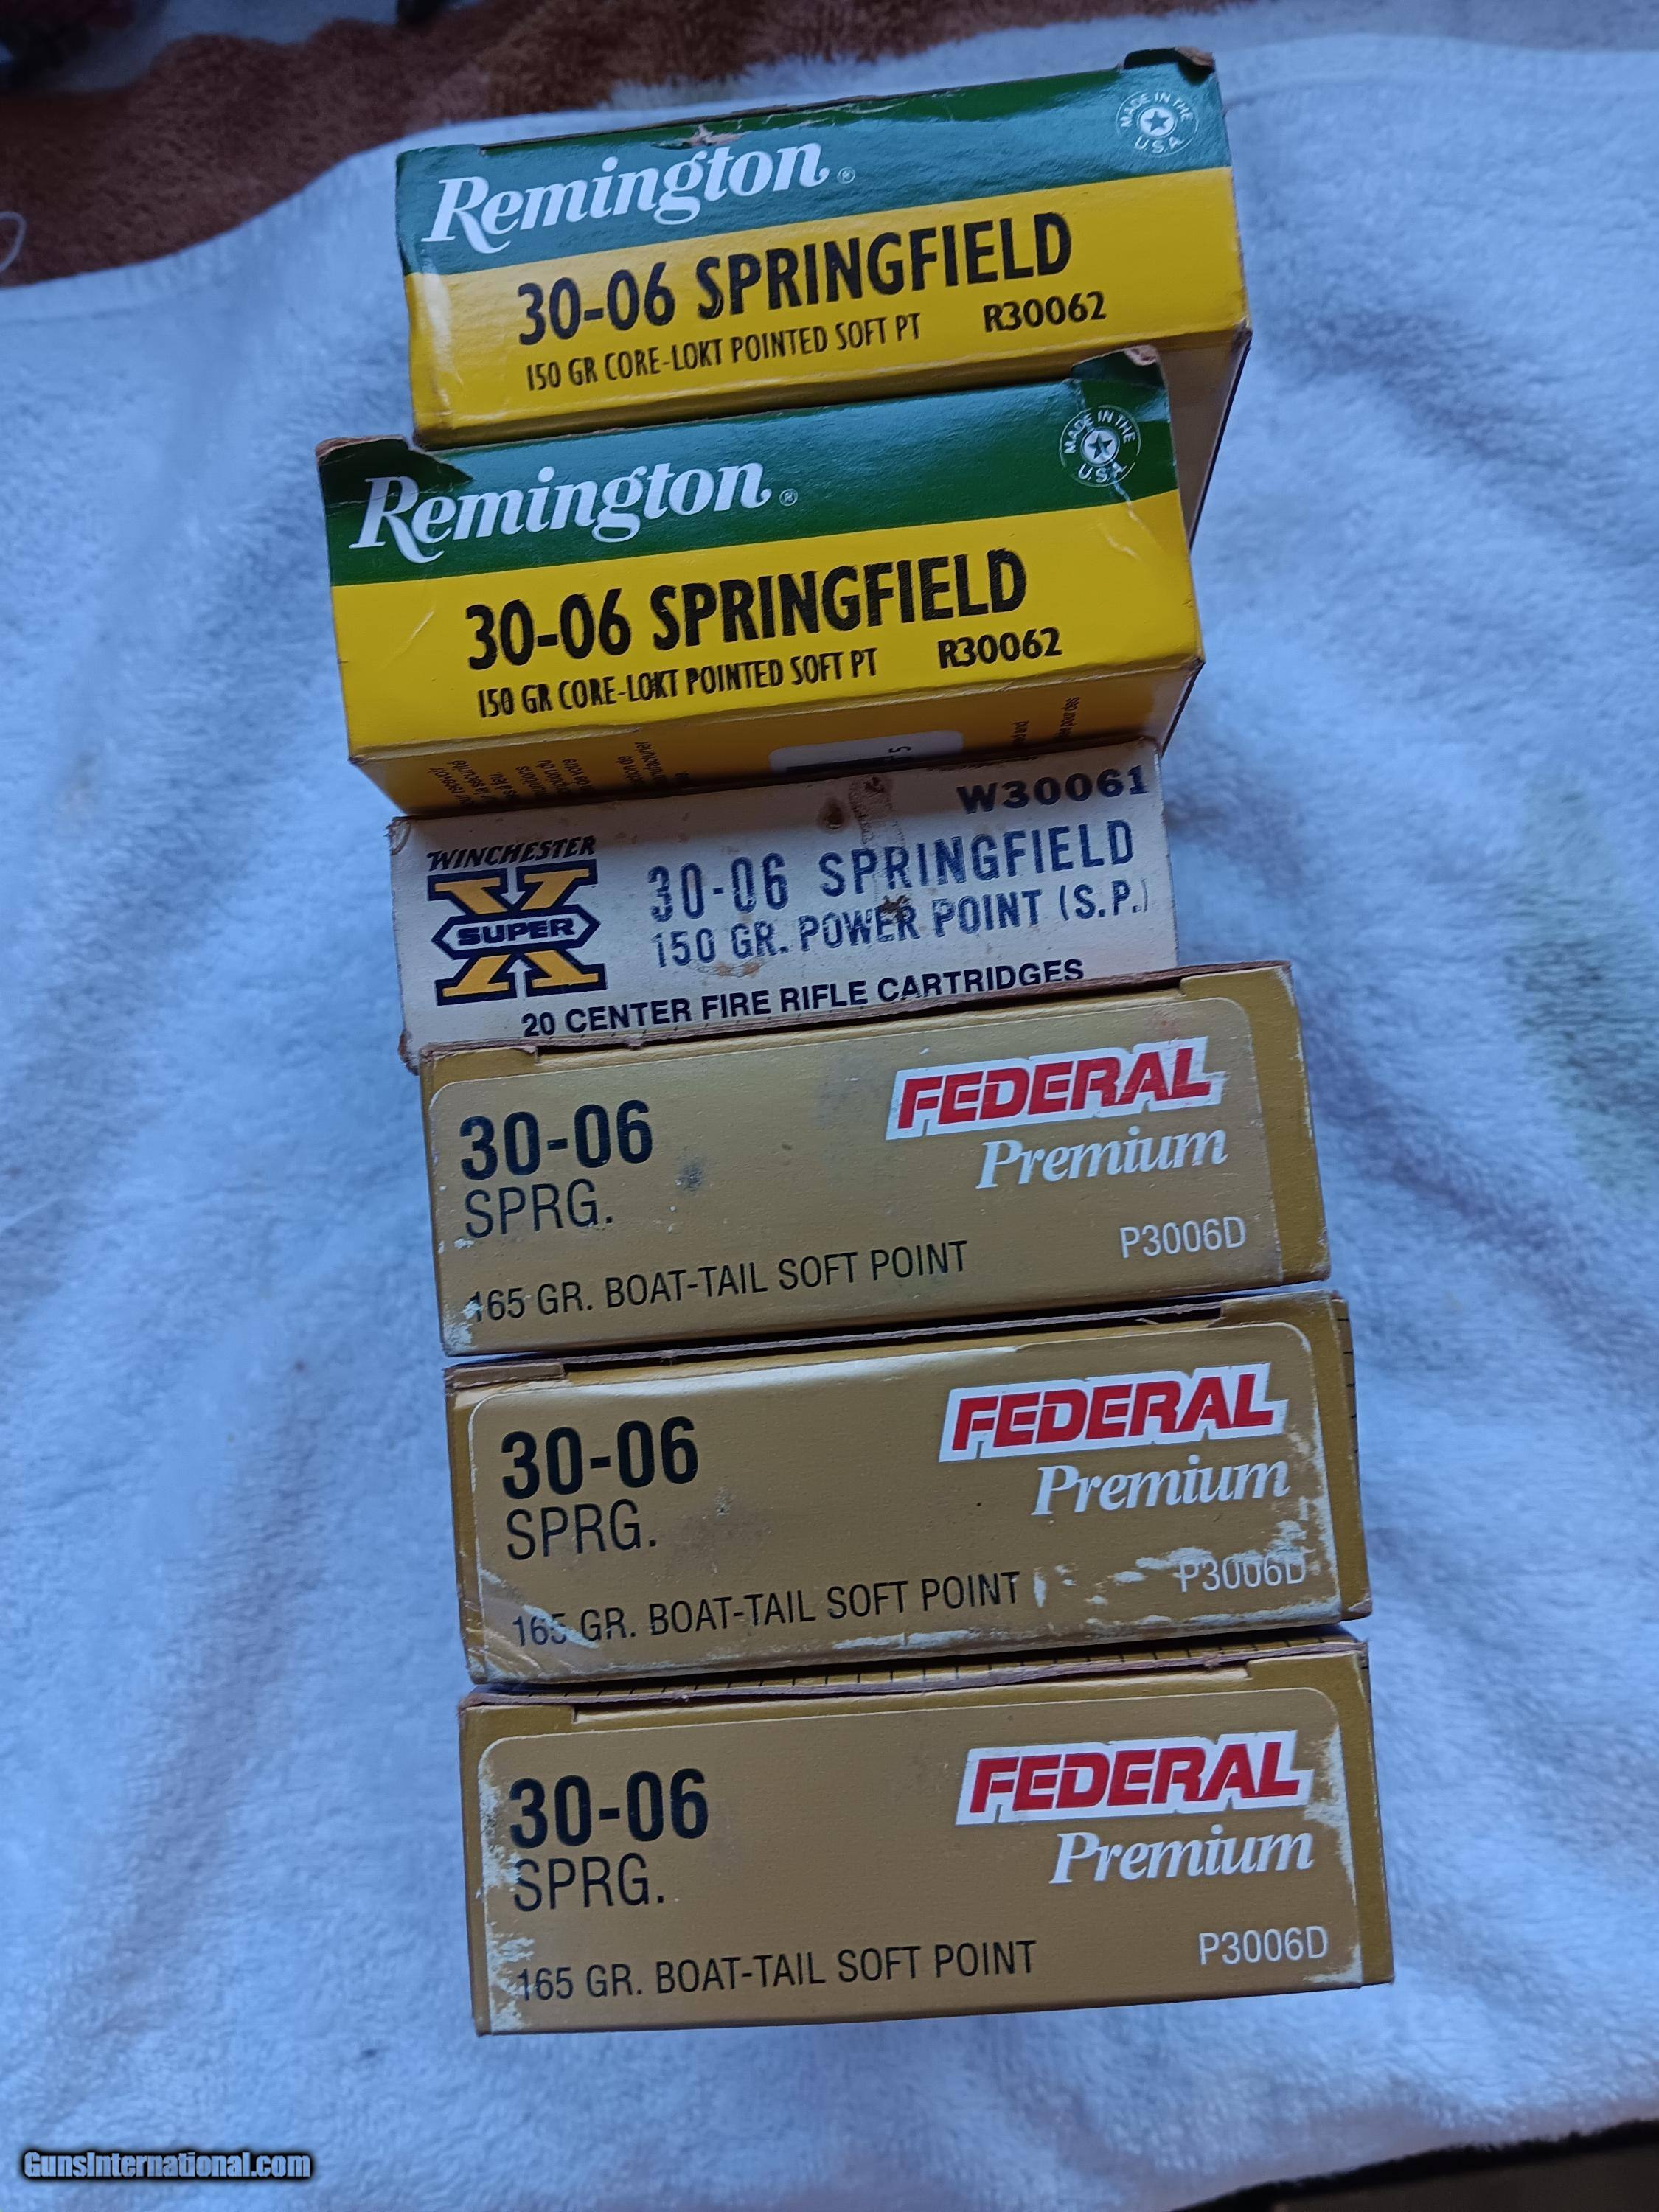 Remington®
MADE IN THE U.S.A.
30-06 SPRINGFIELD
150 GR CORE-LOKT POINTED SOFT PT R30062
Remington®
MADE IN THE U.S.A.
30-06 SPRINGFIELD
150 GR CORE-LOKT POINTED SOFT PT R30062
W30061
WINCHESTER
SUPER X
30-06 SPRINGFIELD
150 GR. POWER POINT (S.P.)
20 CENTER FIRE RIFLE CARTRIDGES
FEDERAL
Premium
30-06
SPRG.
P3006D
165 GR. BOAT-TAIL SOFT POINT
FEDERAL
Premium
30-06
SPRG.
P3006D
165 GR. BOAT-TAIL SOFT POINT
FEDERAL
Premium
30-06
SPRG.
P3006D
165 GR. BOAT-TAIL SOFT POINT
GunsInternational.com